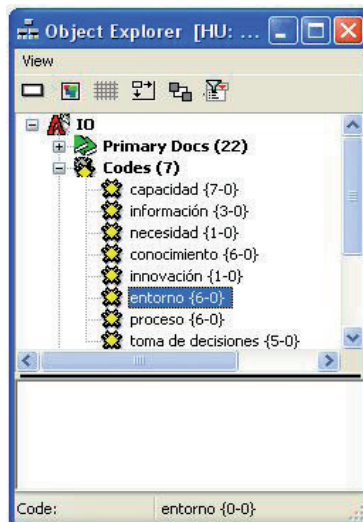 Object Explorer [HU: ...
View
IO
Primary Docs (22)
Codes (7)
capacidad {7-0}
información {3-0}
necesidad {1-0}
conocimiento {6-0}
innovación {1-0}
entorno {6-0}
proceso {6-0}
toma de decisiones {5-0}
Code: entorno {0-0}